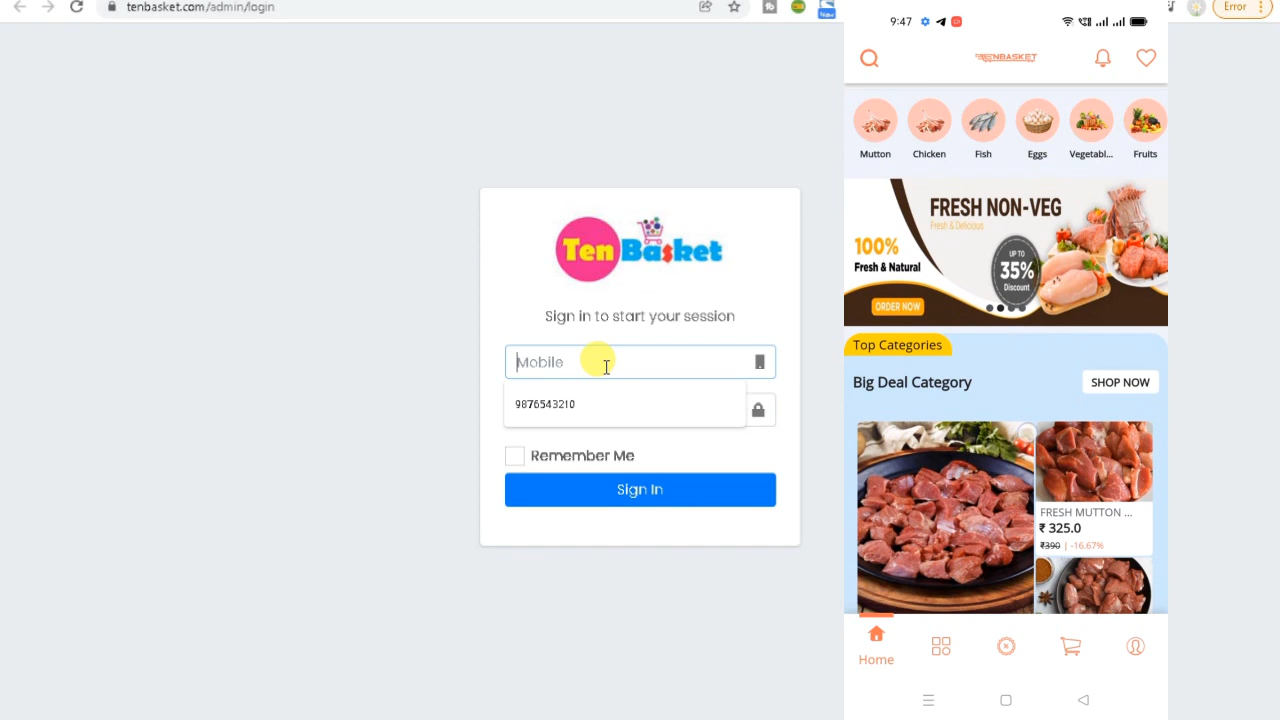 tenbasket.com/admin/login
Error
New
TenBasket
Sign in to start your session
Mobile
9876543210
Remember Me
Sign In
9:47
TENBASKET
Mutton
Chicken
Fish
Eggs
Vegetabl...
Fruits
FRESH NON-VEG
Fresh & Delicious
100%
Fresh & Natural
UP TO
35%
Discount
ORDER NOW
Top Categories
Big Deal Category
SHOP NOW
FRESH MUTTON ...
₹ 325.0
₹390 | -16.67%
Home